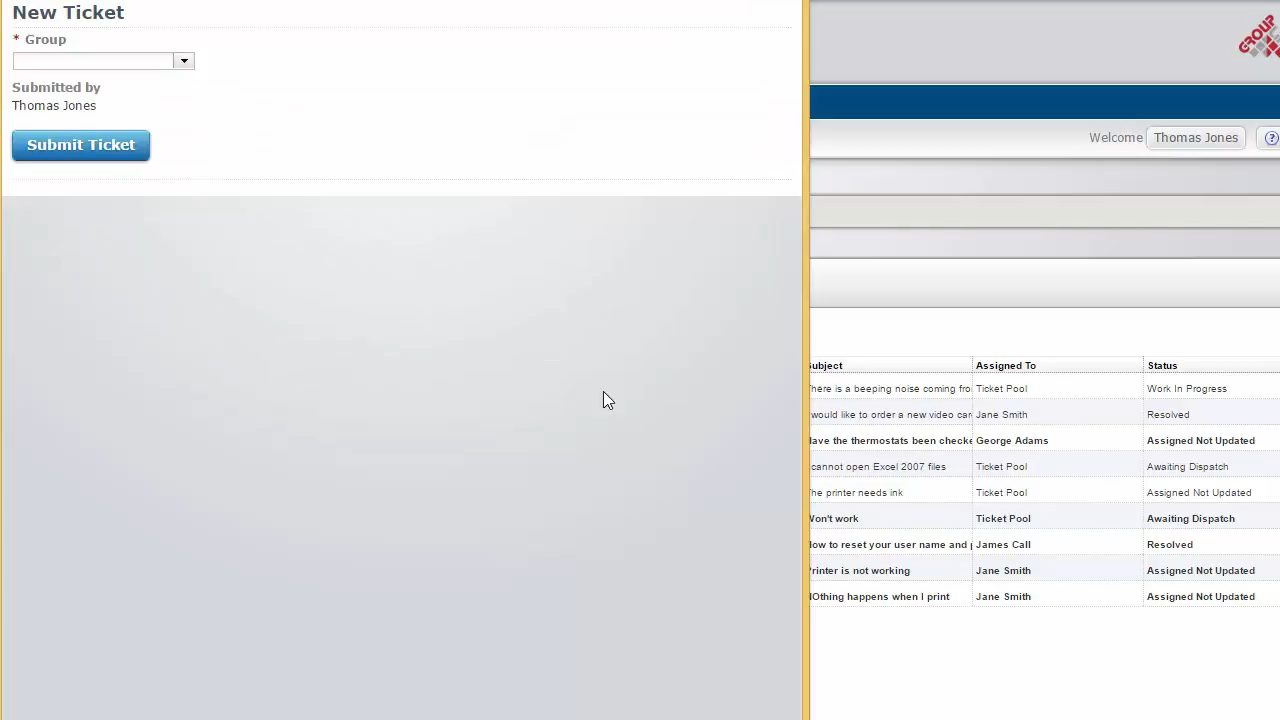 New Ticket
* Group
Submitted by
Thomas Jones
Submit Ticket
GROUP
Welcome Thomas Jones ?
ubject Assigned To Status
here is a beeping noise coming fro Ticket Pool Work In Progress
would like to order a new video car Jane Smith Resolved
ave the thermostats been checke George Adams Assigned Not Updated
cannot open Excel 2007 files Ticket Pool Awaiting Dispatch
he printer needs ink Ticket Pool Assigned Not Updated
Won't work Ticket Pool Awaiting Dispatch
ow to reset your user name and p James Call Resolved
Printer is not working Jane Smith Assigned Not Updated
NOthing happens when I print Jane Smith Assigned Not Updated